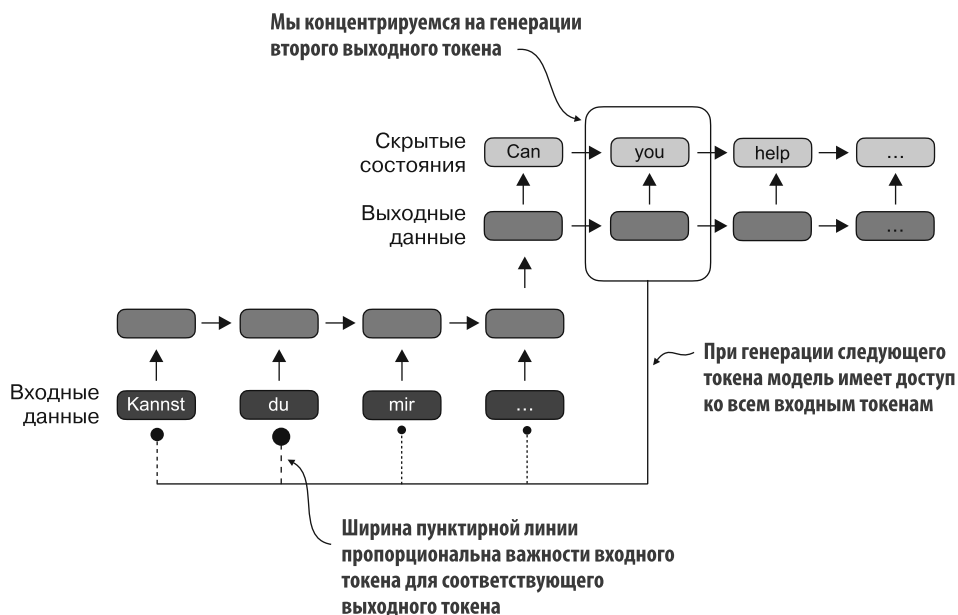 Мы концентрируемся на генерации
второго выходного токена
Скрытые
состояния
Can
you
help
...
Выходные
данные
...
При генерации следующего
токена модель имеет доступ
ко всем входным токенам
Входные
данные
Kannst
du
mir
...
Ширина пунктирной линии
пропорциональна важности входного
токена для соответствующего
выходного токена